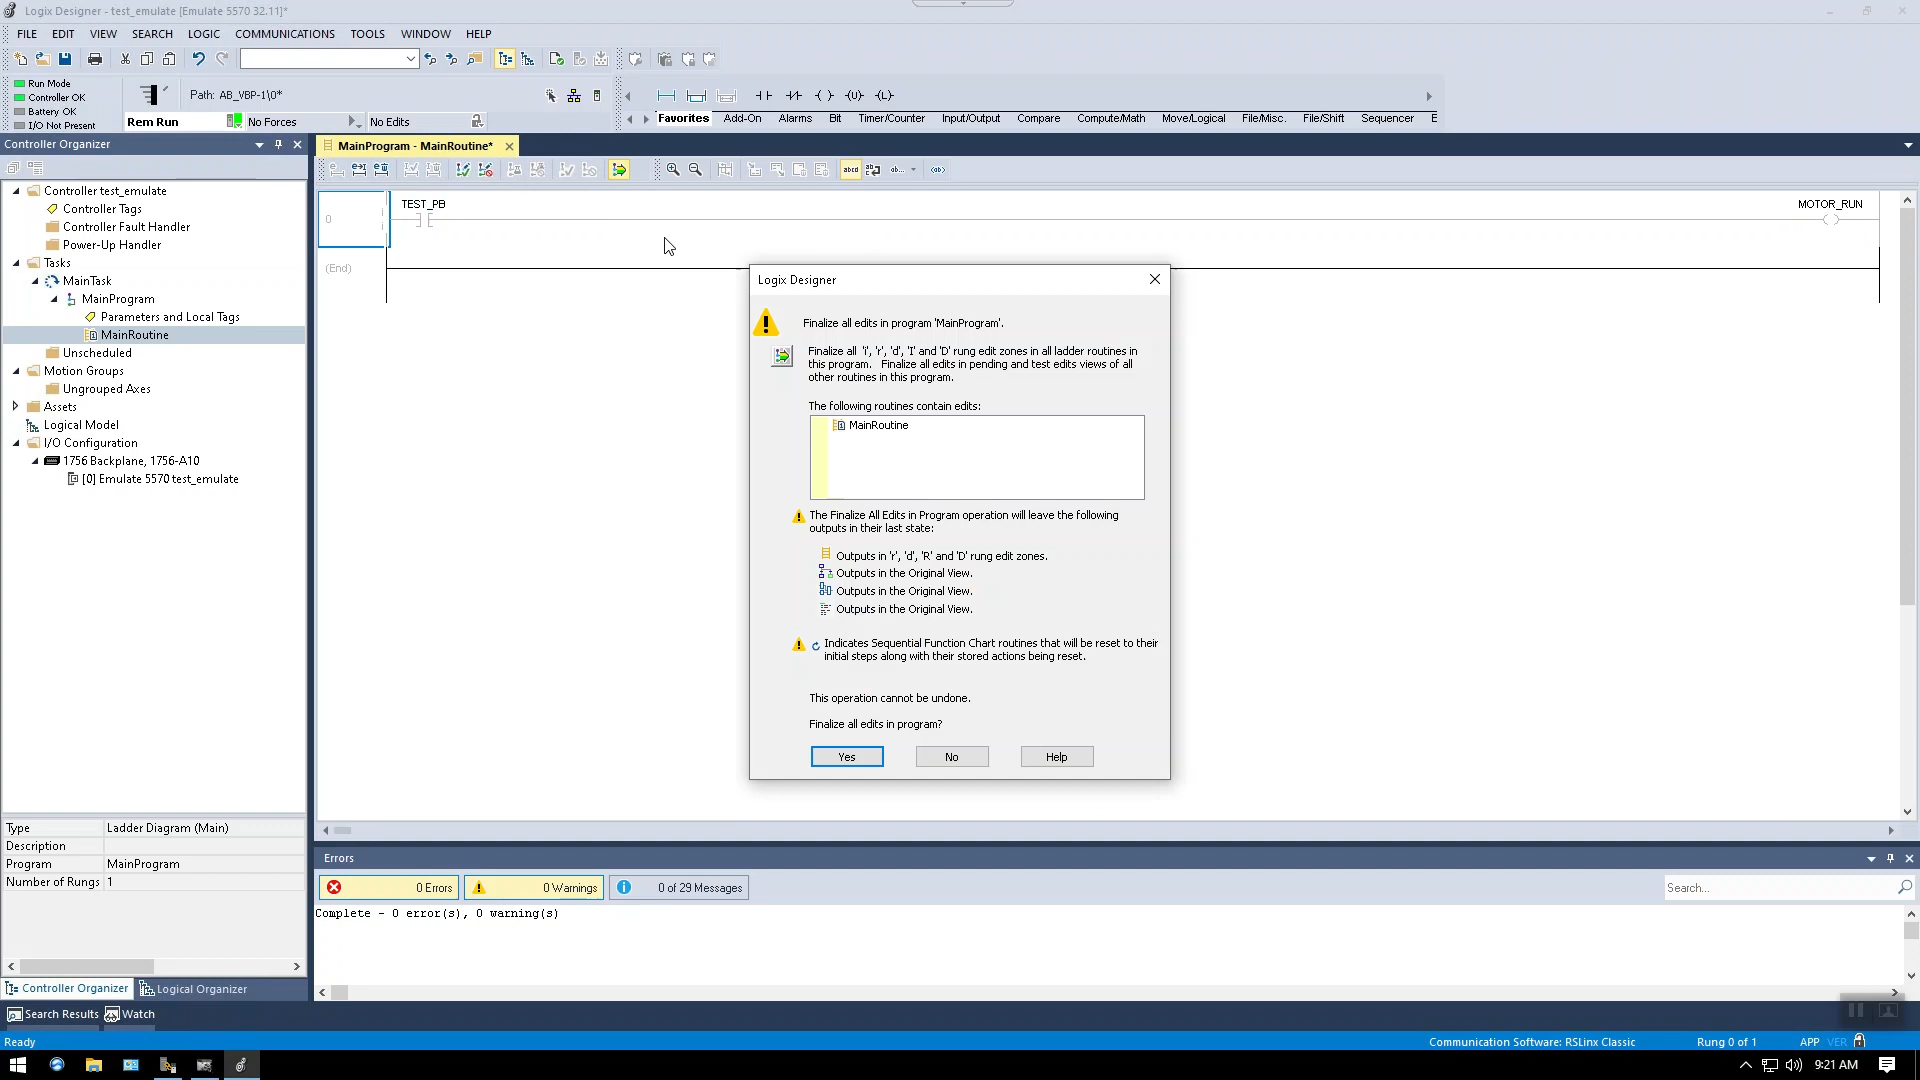 Logix Designer - test_emulate [Emulate 5570 32.11]*
FILE EDIT VIEW SEARCH LOGIC COMMUNICATIONS TOOLS WINDOW HELP
Run Mode
Controller OK
Battery OK
I/O Not Present
Path: AB_VBP-1\0*
Rem Run No Forces No Edits
Favorites Add-On Alarms Bit Timer/Counter Input/Output Compare Compute/Math Move/Logical File/Misc. File/Shift Sequencer E
Controller Organizer
MainProgram - MainRoutine*
Controller test_emulate
Controller Tags
Controller Fault Handler
Power-Up Handler
Tasks
MainTask
MainProgram
Parameters and Local Tags
MainRoutine
Unscheduled
Motion Groups
Ungrouped Axes
Assets
Logical Model
I/O Configuration
1756 Backplane, 1756-A10
[0] Emulate 5570 test_emulate
TEST_PB
MOTOR_RUN
0
i
i
(End)
Logix Designer
Finalize all edits in program 'MainProgram'.
Finalize all 'i', 'r', 'd', 'I' and 'D' rung edit zones in all ladder routines in
this program. Finalize all edits in pending and test edits views of all
other routines in this program.
The following routines contain edits:
MainRoutine
The Finalize All Edits in Program operation will leave the following
outputs in their last state:
Outputs in 'r', 'd', 'R' and 'D' rung edit zones.
Outputs in the Original View.
Outputs in the Original View.
Outputs in the Original View.
Indicates Sequential Function Chart routines that will be reset to their
initial steps along with their stored actions being reset.
This operation cannot be undone.
Finalize all edits in program?
Yes No Help
Type Ladder Diagram (Main)
Description
Program MainProgram
Number of Rungs 1
Controller Organizer Logical Organizer
Errors
0 Errors 0 Warnings 0 of 29 Messages
Search...
Complete - 0 error(s), 0 warning(s)
Search Results Watch
Ready
Communication Software: RSLinx Classic Rung 0 of 1 APP VER
9:21 AM